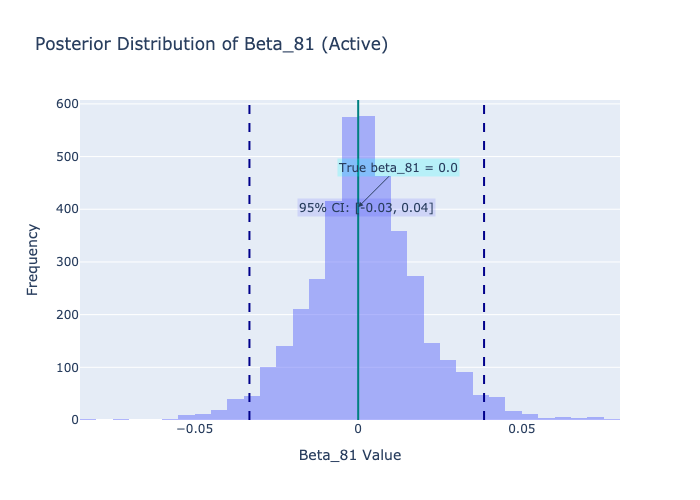 Posterior Distribution of Beta_81 (Active)
600
500
400
300
200
100
0
Frequency
True beta_81 = 0.0
95% CI: [-0.03, 0.04]
−0.05
0
0.05
Beta_81 Value